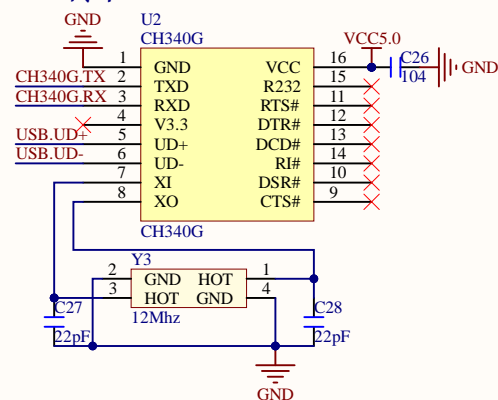 GND
U2
CH340G
VCC5.0
C26
104
GND
1 GND VCC 16
CH340G.TX 2 TXD R232 15
CH340G.RX 3 RXD RTS# 11
4 V3.3 DTR# 12
USB.UD+ 5 UD+ DCD# 13
USB.UD- 6 UD- RI# 14
7 XI DSR# 10
8 XO CTS# 9
CH340G
Y3
2 GND HOT 1
3 HOT GND 4
12Mhz
C27
22pF
C28
22pF
GND